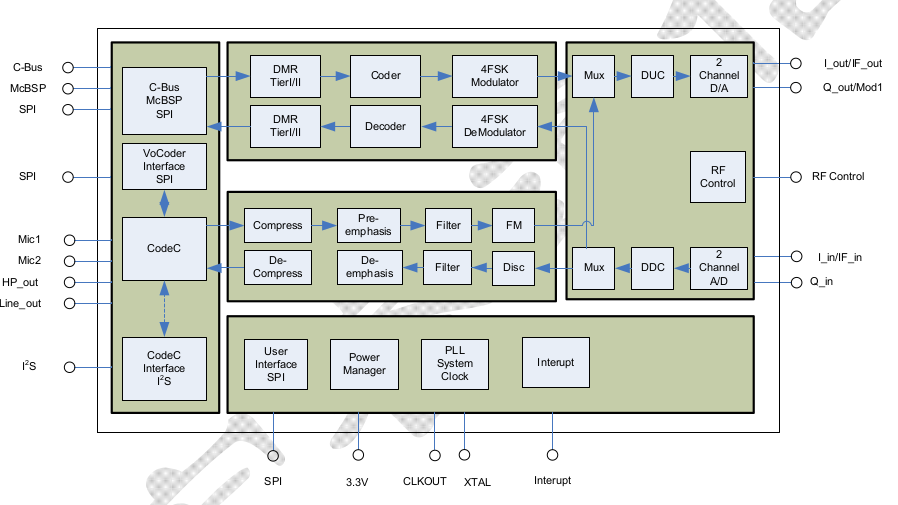 C-Bus
McBSP
SPI
SPI
Mic1
Mic2
HP_out
Line_out
I²S
C-Bus
McBSP
SPI
VoCoder
Interface
SPI
CodeC
CodeC
Interface
I²S
DMR
TierI/II
Coder
4FSK
Modulator
DMR
TierI/II
Decoder
4FSK
DeModulator
Compress
Pre-
emphasis
Filter
FM
De-
Compress
De-
emphasis
Filter
Disc
Mux
DUC
2
Channel
D/A
RF
Control
Mux
DDC
2
Channel
A/D
I_out/IF_out
Q_out/Mod1
RF Control
I_in/IF_in
Q_in
User
Interface
SPI
Power
Manager
PLL
System
Clock
Interupt
SPI
3.3V
CLKOUT
XTAL
Interupt